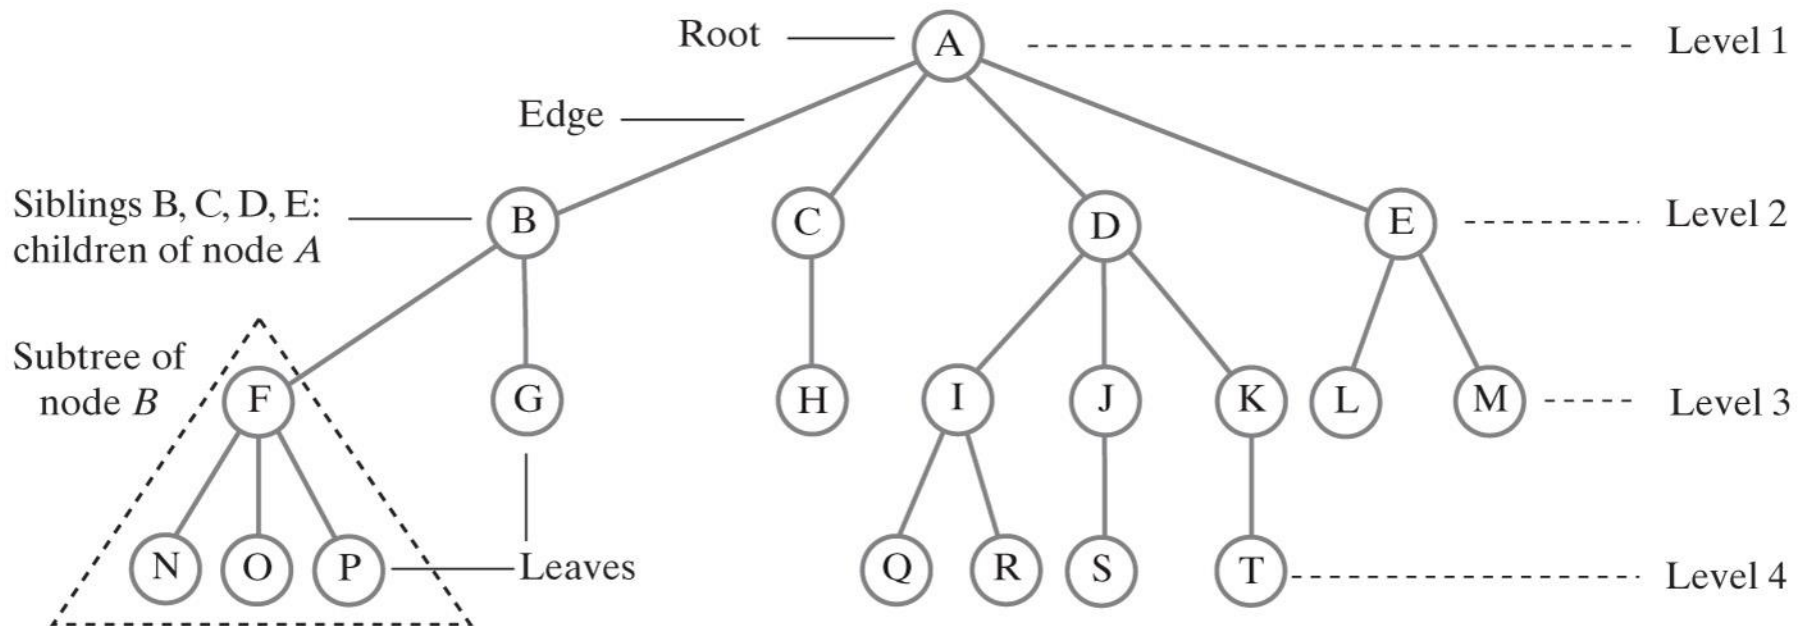 Root
A
Level 1
Edge
Siblings B, C, D, E:
children of node A
B
C
D
E
Level 2
Subtree of
node B
F
G
H
I
J
K
L
M
Level 3
N
O
P
Leaves
Q
R
S
T
Level 4